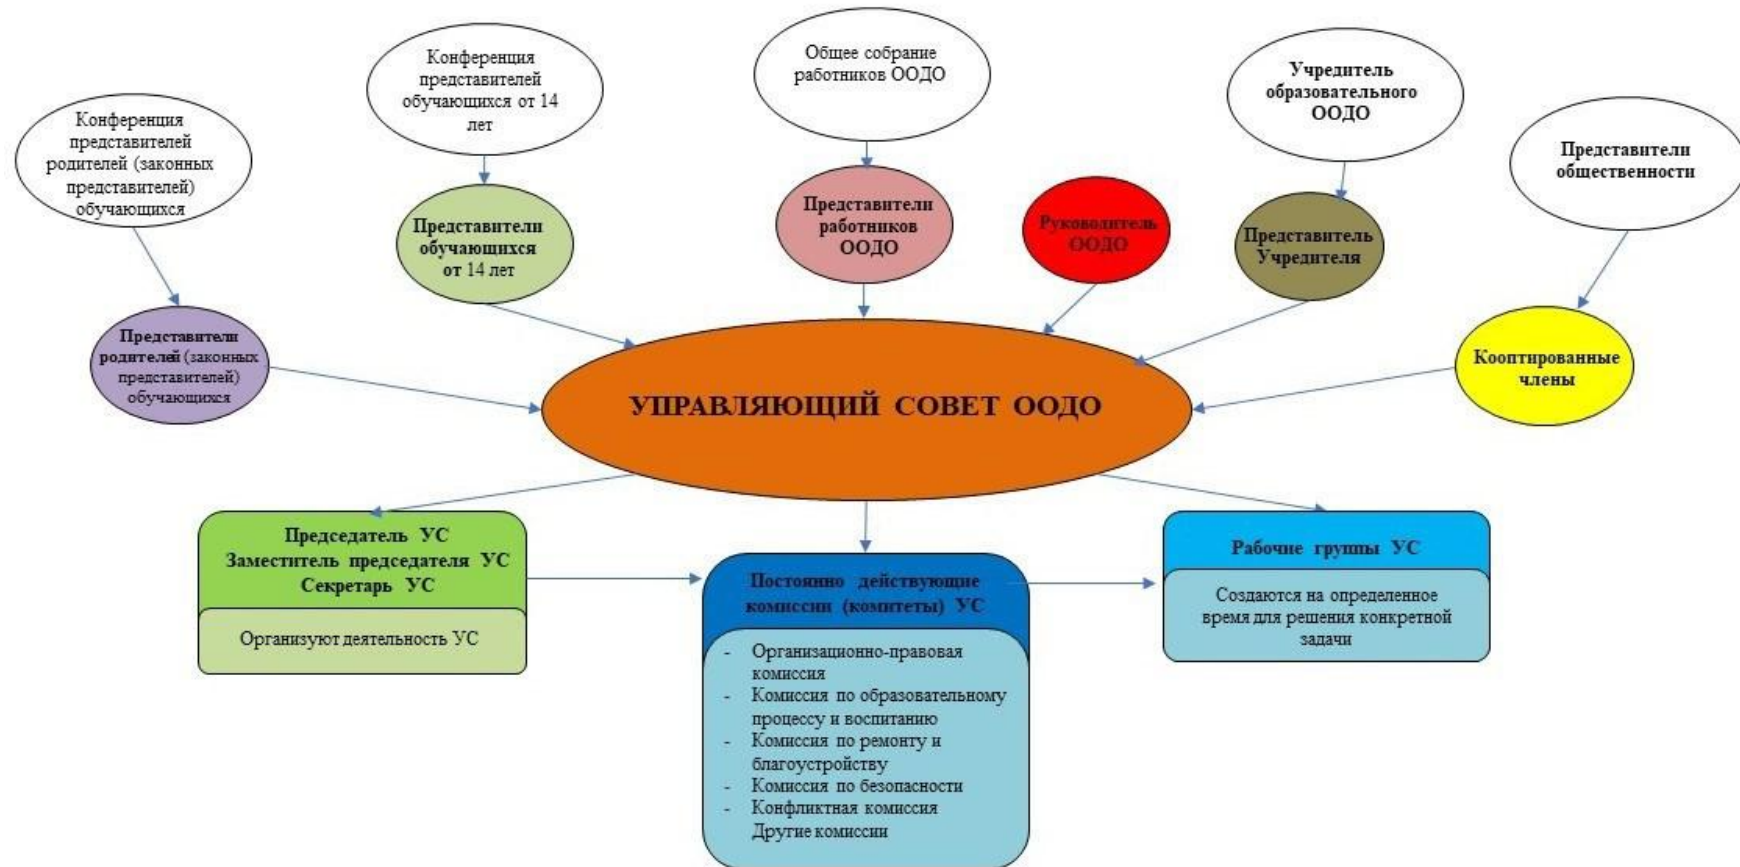 Конференция
представителей
родителей (законных
представителей)
обучающихся
Конференция
представителей
обучающихся от 14
лет
Общее собрание
работников ООДО
Учредитель
образовательного
ООДО
Представители
общественности
Представители
родителей (законных
представителей)
обучающихся
Представители
обучающихся
от 14 лет
Представители
работников
ООДО
Руководитель
ООДО
Представитель
Учредителя
Кооптированные
члены
УПРАВЛЯЮЩИЙ СОВЕТ ООДО
Председатель УС
Заместитель председателя УС
Секретарь УС
Организуют деятельность УС
Постоянно действующие
комиссии (комитеты) УС
- Организационно-правовая
комиссия
- Комиссия по образовательному
процессу и воспитанию
- Комиссия по ремонту и
благоустройству
- Комиссия по безопасности
- Конфликтная комиссия
Другие комиссии
Рабочие группы УС
Создаются на определенное
время для решения конкретной
задачи